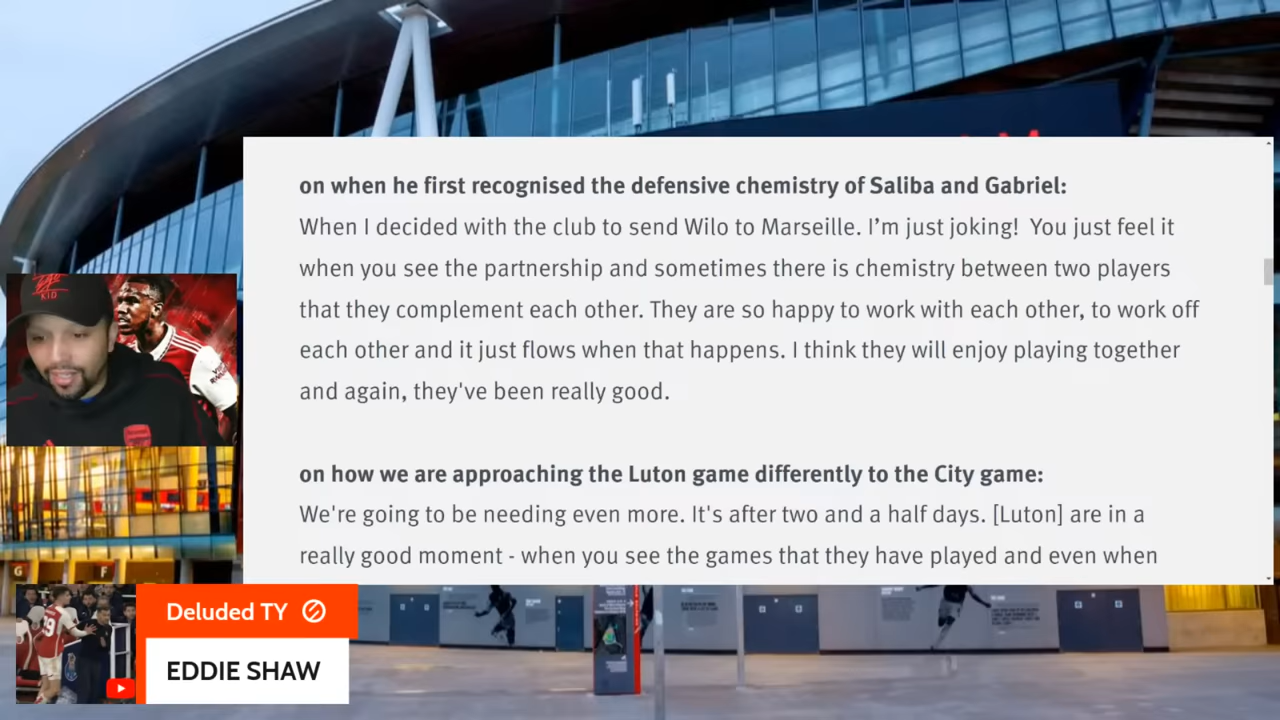 on when he first recognised the defensive chemistry of Saliba and Gabriel:
When I decided with the club to send Wilo to Marseille. I’m just joking!  You just feel it
when you see the partnership and sometimes there is chemistry between two players
that they complement each other. They are so happy to work with each other, to work off
each other and it just flows when that happens. I think they will enjoy playing together
and again, they've been really good.
on how we are approaching the Luton game differently to the City game:
We're going to be needing even more. It's after two and a half days. [Luton] are in a
really good moment - when you see the games that they have played and even when
KID
G F
Deluded TY
EDDIE SHAW